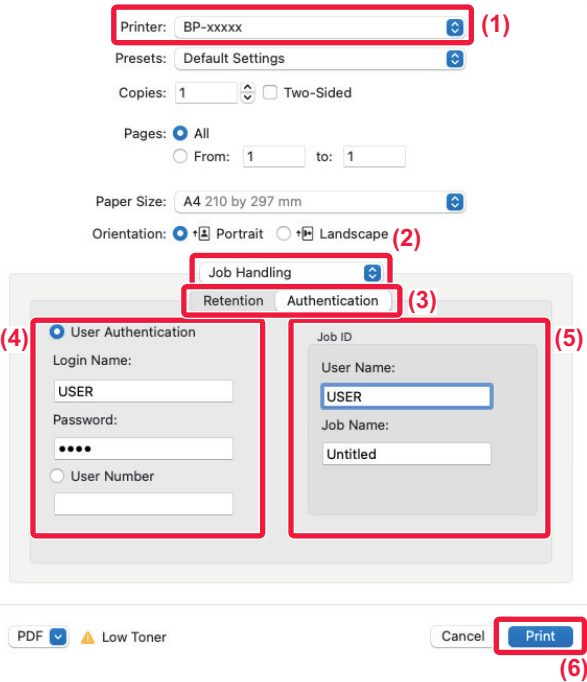 Printer: BP-xxxxx (1)
Presets: Default Settings
Copies: 1 Two-Sided
Pages: All
From: 1 to: 1
Paper Size: A4 210 by 297 mm
Orientation: Portrait Landscape (2)
Job Handling
Retention Authentication (3)
(4) User Authentication
Login Name:
USER
Password:
••••
User Number
Job ID (5)
User Name:
USER
Job Name:
Untitled
PDF Low Toner Cancel Print
(6)